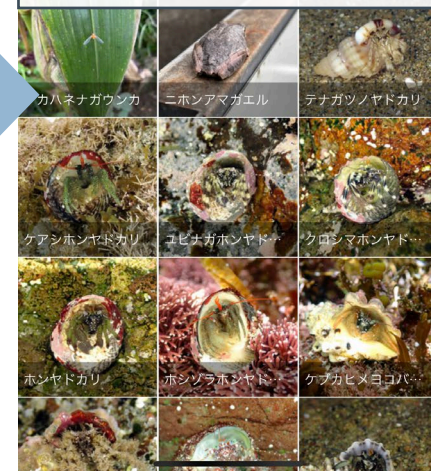 カハネナガウンカ
ニホンアマガエル
テナガツノヤドカリ
ケアシホンヤドカリ
ユビナガホンヤド…
クロシマホンヤド…
ホンヤドカリ
ホシゾラホンヤド…
ケブカヒメヨコバ…